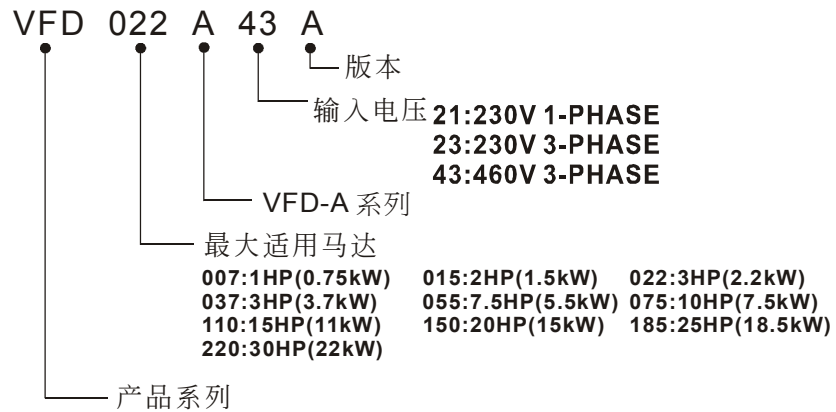 VFD 022 A 43 A
版本
输入电压 21:230V 1-PHASE
23:230V 3-PHASE
43:460V 3-PHASE
VFD-A 系列
最大适用马达
007:1HP(0.75kW) 015:2HP(1.5kW) 022:3HP(2.2kW)
037:3HP(3.7kW) 055:7.5HP(5.5kW) 075:10HP(7.5kW)
110:15HP(11kW) 150:20HP(15kW) 185:25HP(18.5kW)
220:30HP(22kW)
产品系列